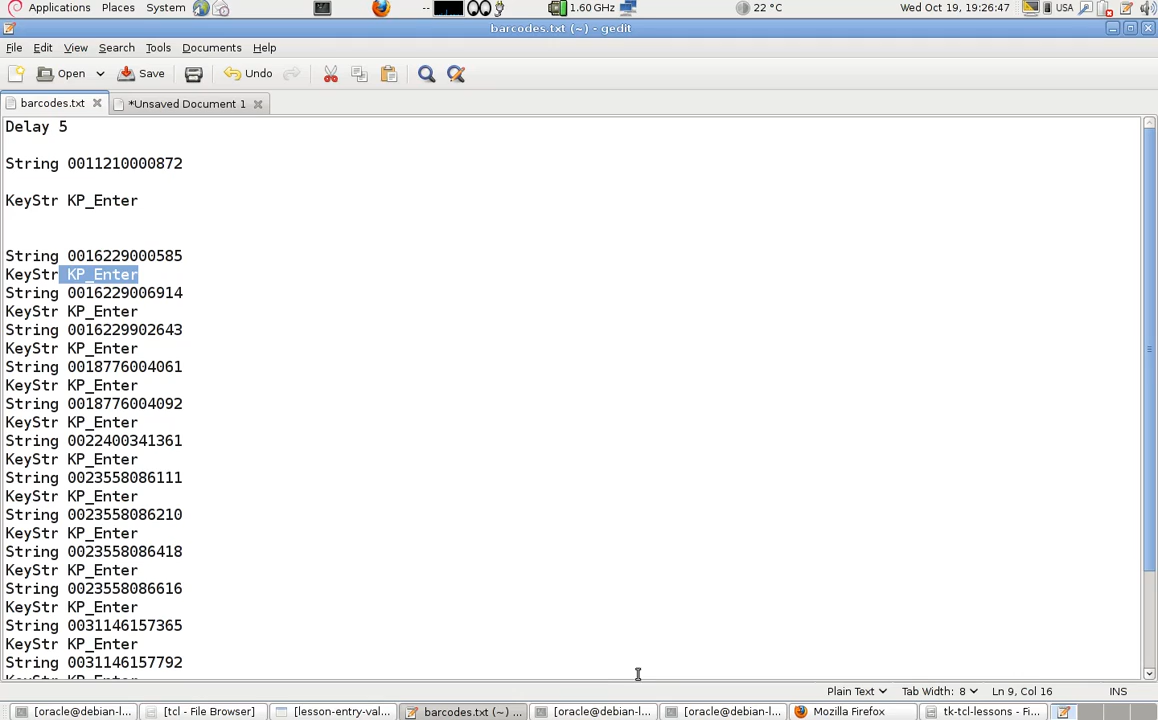 Applications Places System -- 1.60 GHz 22 °C Wed Oct 19, 19:26:47 USA
barcodes.txt (~) - gedit
File Edit View Search Tools Documents Help
Open Save Undo
barcodes.txt *Unsaved Document 1
Delay 5
String 0011210000872
KeyStr KP_Enter
String 0016229000585
KeyStr KP_Enter
String 0016229006914
KeyStr KP_Enter
String 0016229902643
KeyStr KP_Enter
String 0018776004061
KeyStr KP_Enter
String 0018776004092
KeyStr KP_Enter
String 0022400341361
KeyStr KP_Enter
String 0023558086111
KeyStr KP_Enter
String 0023558086210
KeyStr KP_Enter
String 0023558086418
KeyStr KP_Enter
String 0023558086616
KeyStr KP_Enter
String 0031146157365
KeyStr KP_Enter
String 0031146157792
KeyStr KP_Enter
Plain Text Tab Width: 8 Ln 9, Col 16 INS
[oracle@debian-l... [tcl - File Browser] [lesson-entry-val... barcodes.txt (~) ... [oracle@debian-l... [oracle@debian-l... Mozilla Firefox tk-tcl-lessons - Fi...